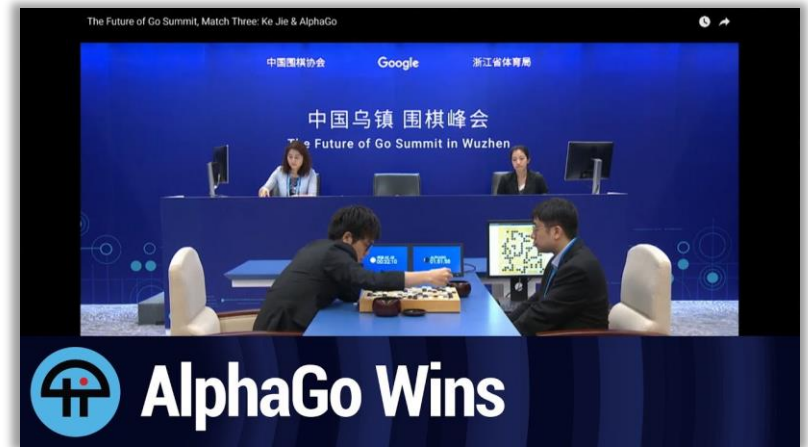 The Future of Go Summit, Match Three: Ke Jie & AlphaGo
中国围棋协会
Google
浙江省体育局
中国乌镇 围棋峰会
The Future of Go Summit in Wuzhen
AlphaGo Wins